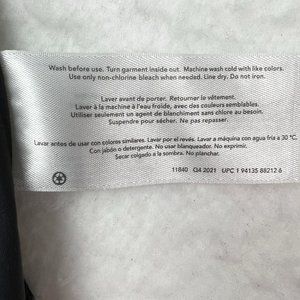 Wash before use. Turn garment inside out. Machine wash cold with like colors.
Use only non-chlorine bleach when needed. Line dry. Do not iron.
Laver avant de porter. Retourner le vêtement.
Laver à la machine à l'eau froide, avec des couleurs semblables.
Utiliser seulement un agent de blanchiment sans chlore au besoin.
Suspendre pour sécher. Ne pas repasser.
Lavar antes de usar con colores similares. Lavar por el revés. Lavar a máquina con agua fría a 30 °C.
Con jabón o detergente. No usar blanqueador. No exprimir.
Secar colgado a la sombra. No planchar.
11840 Q4 2021 UPC 1 94135 88212 6